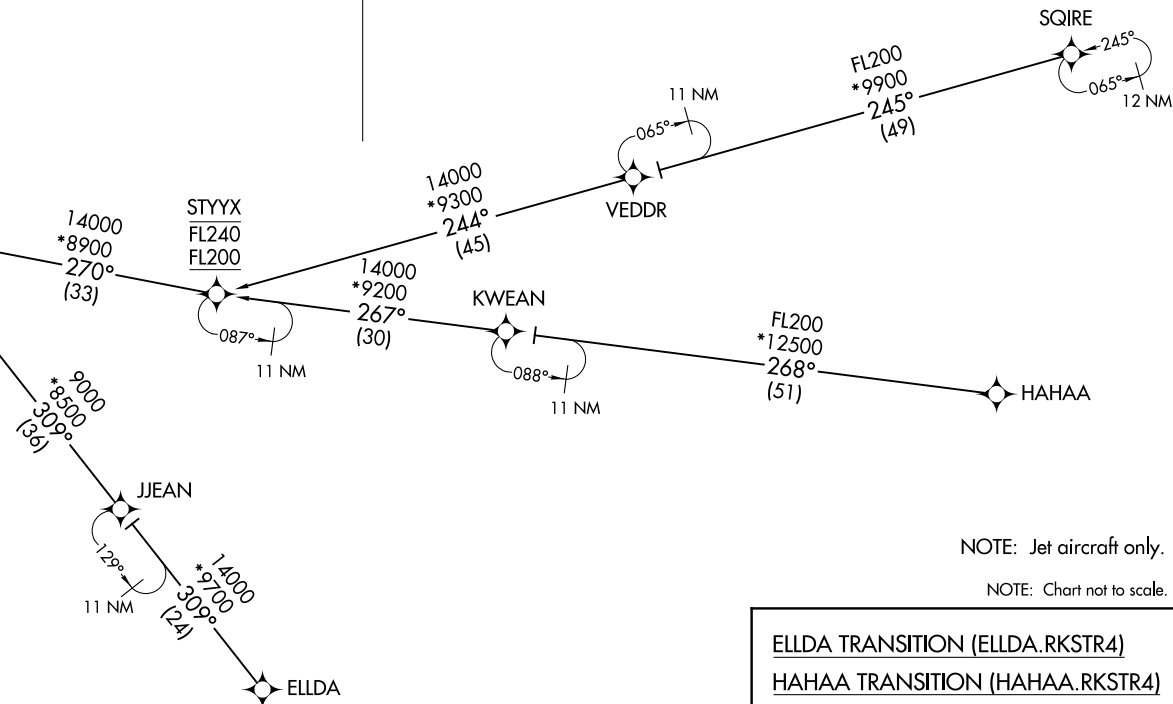 SQIRE
245°
065°
12 NM
FL200
*9900
245°
(49)
11 NM
065°
VEDDR
14000
*9300
244°
(45)
STYYX
FL240
FL200
14000
*8900
270°
(33)
087°
11 NM
14000
*9200
267°
(30)
KWEAN
088°
11 NM
FL200
*12500
268°
(51)
HAHAA
9000
*8500
309°
(36)
JJEAN
129°
11 NM
14000
*9700
309°
(24)
ELLDA
NOTE: Jet aircraft only.
NOTE: Chart not to scale.
ELLDA TRANSITION (ELLDA.RKSTR4)
HAHAA TRANSITION (HAHAA.RKSTR4)